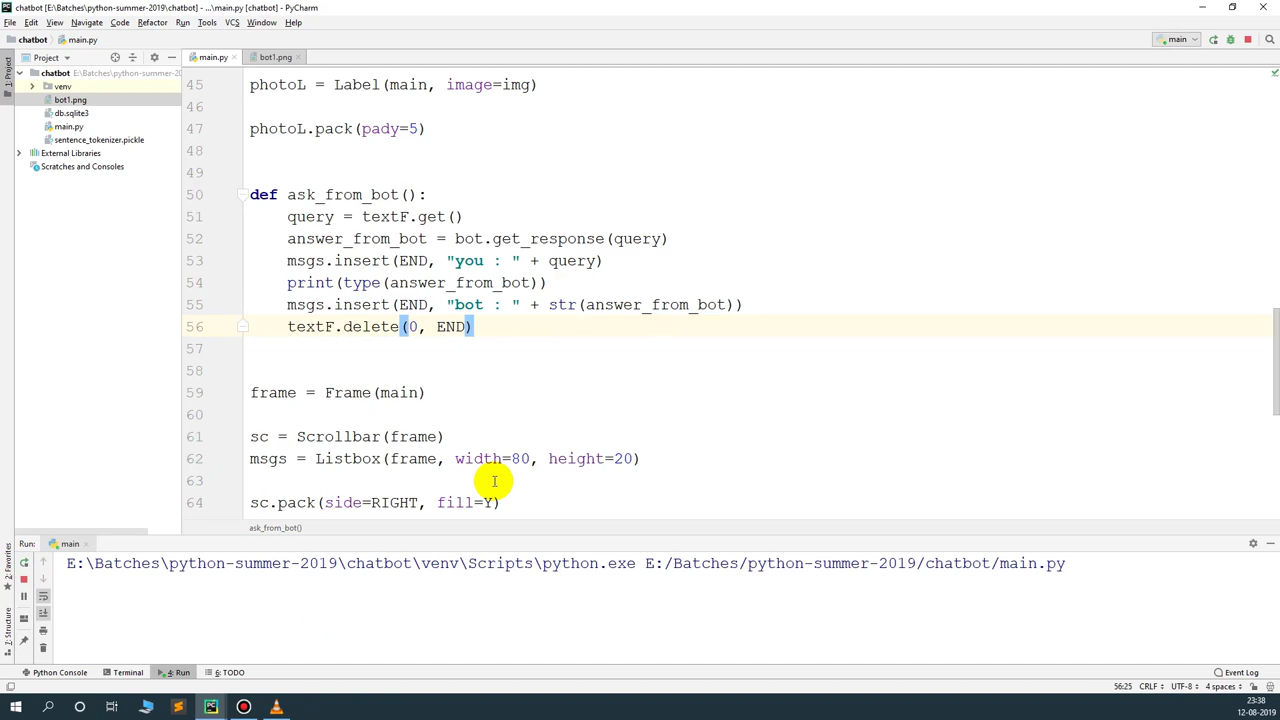 chatbot [E:\Batches\python-summer-2019\chatbot] - ...\main.py [chatbot] - PyCharm
File Edit View Navigate Code Refactor Run Tools VCS Window Help
chatbot main.py
main
Project
main.py
bot1.png
1: Project
chatbot E:\Batches\python-summer-20
venv
bot1.png
db.sqlite3
main.py
sentence_tokenizer.pickle
External Libraries
Scratches and Consoles
45 photoL = Label(main, image=img)
46
47 photoL.pack(pady=5)
48
49
50 def ask_from_bot():
51 query = textF.get()
52 answer_from_bot = bot.get_response(query)
53 msgs.insert(END, "you : " + query)
54 print(type(answer_from_bot))
55 msgs.insert(END, "bot : " + str(answer_from_bot))
56 textF.delete(0, END)
57
58
59 frame = Frame(main)
60
61 sc = Scrollbar(frame)
62 msgs = Listbox(frame, width=80, height=20)
63
64 sc.pack(side=RIGHT, fill=Y)
ask_from_bot()
Run: main
E:\Batches\python-summer-2019\chatbot\venv\Scripts\python.exe E:/Batches/python-summer-2019/chatbot/main.py
2: Favorites
7: Structure
Python Console Terminal 4: Run 6: TODO Event Log
56:25 CRLF UTF-8 4 spaces
23:38
12-08-2019